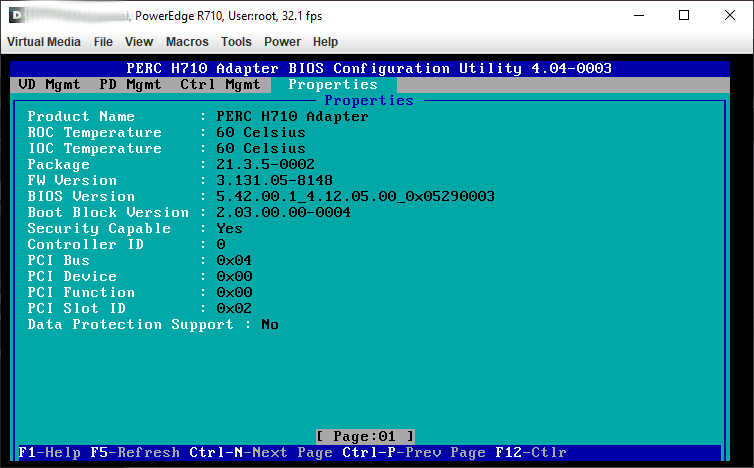 D
, PowerEdge R710, User:root, 32.1 fps
Virtual Media File View Macros Tools Power Help
PERC H710 Adapter BIOS Configuration Utility 4.04-0003
VD Mgmt PD Mgmt Ctrl Mgmt Properties
Properties
Product Name : PERC H710 Adapter
ROC Temperature : 60 Celsius
IOC Temperature : 60 Celsius
Package : 21.3.5-0002
FW Version : 3.131.05-8148
BIOS Version : 5.42.00.1_4.12.05.00_0x05290003
Boot Block Version : 2.03.00.00-0004
Security Capable : Yes
Controller ID : 0
PCI Bus : 0x04
PCI Device : 0x00
PCI Function : 0x00
PCI Slot ID : 0x02
Data Protection Support : No
[ Page:01 ]
F1-Help F5-Refresh Ctrl-N-Next Page Ctrl-P-Prev Page F12-Ctlr